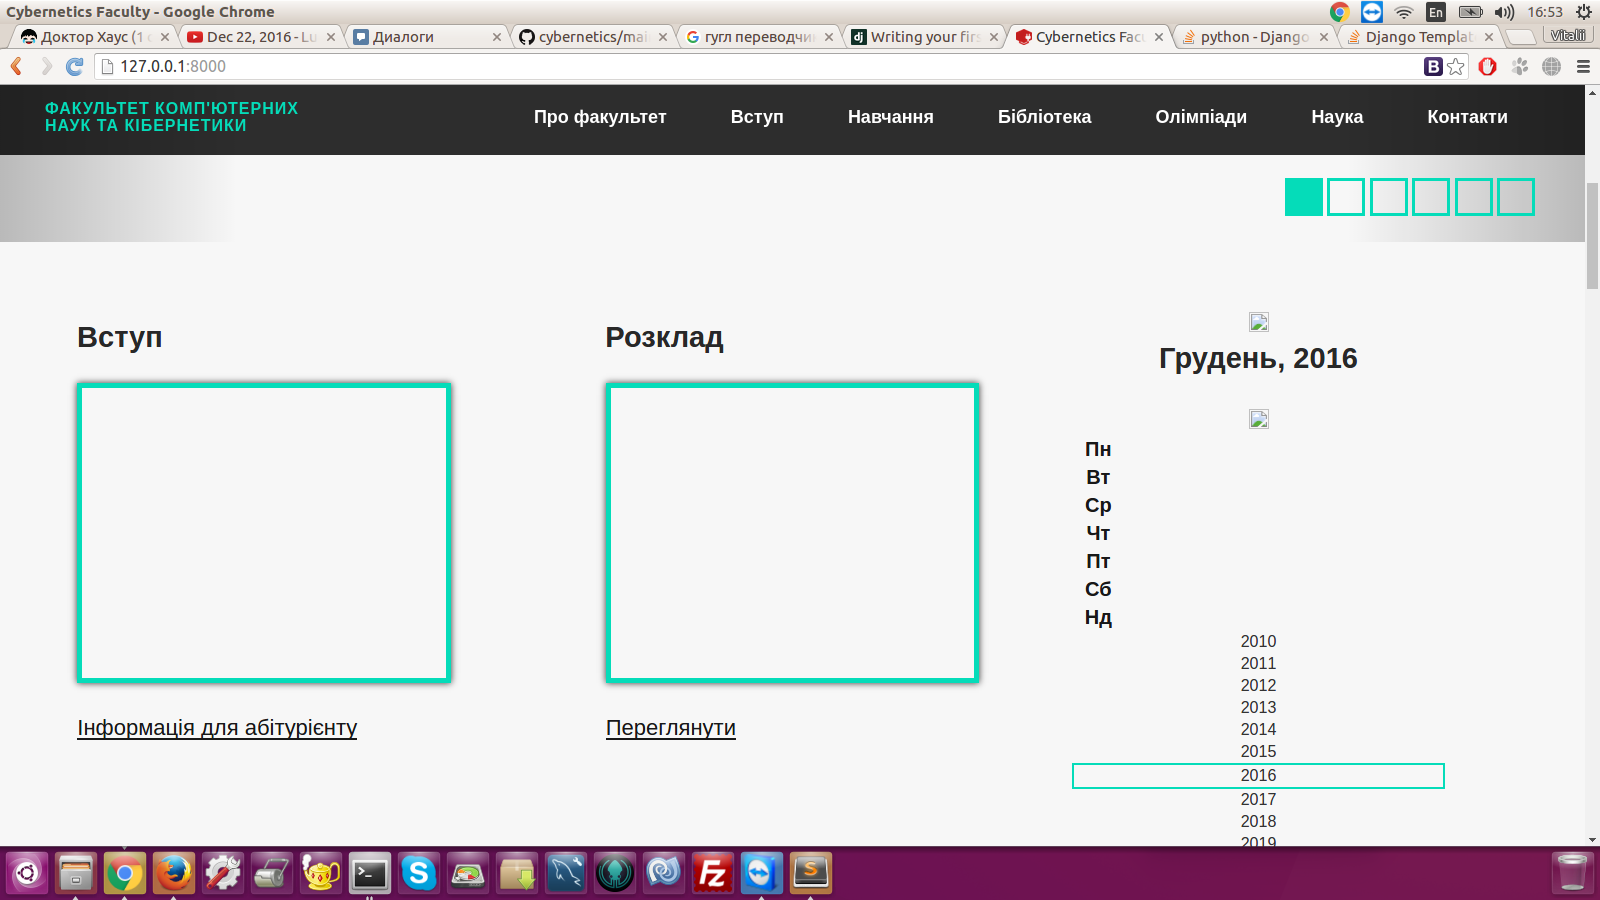 Cybernetics Faculty - Google Chrome
En
16:53
Доктор Хаус (1 с
Dec 22, 2016 - Lu
Диалоги
cybernetics/mai
гугл переводчи
Writing your firs
Cybernetics Facu
python - Django
Django Templat
Vitalii
127.0.0.1:8000
B
ФАКУЛЬТЕТ КОМП'ЮТЕРНИХ
НАУК ТА КІБЕРНЕТИКИ
Про факультет
Вступ
Навчання
Бібліотека
Олімпіади
Наука
Контакти
Вступ
Розклад
Грудень, 2016
Пн
Вт
Ср
Чт
Пт
Сб
Нд
2010
2011
2012
2013
2014
2015
2016
2017
2018
2019
Інформація для абітурієнту
Переглянути